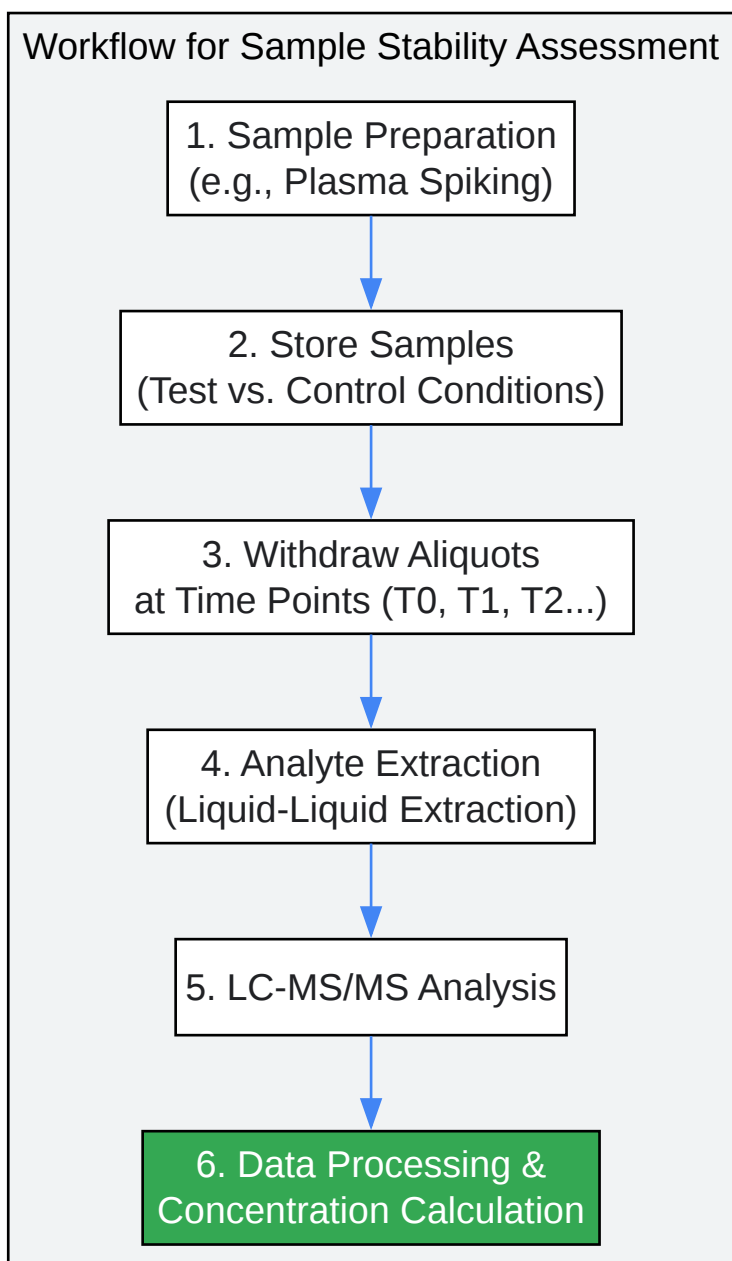 Workflow for Sample Stability Assessment
1. Sample Preparation
(e.g., Plasma Spiking)
2. Store Samples
(Test vs. Control Conditions)
3. Withdraw Aliquots
at Time Points (T0, T1, T2...)
4. Analyte Extraction
(Liquid-Liquid Extraction)
5. LC-MS/MS Analysis
6. Data Processing &
Concentration Calculation